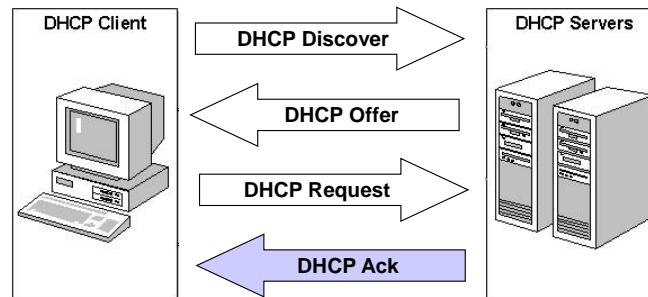 DHCP Client
DHCP Servers
DHCP Discover
DHCP Offer
DHCP Request
DHCP Ack